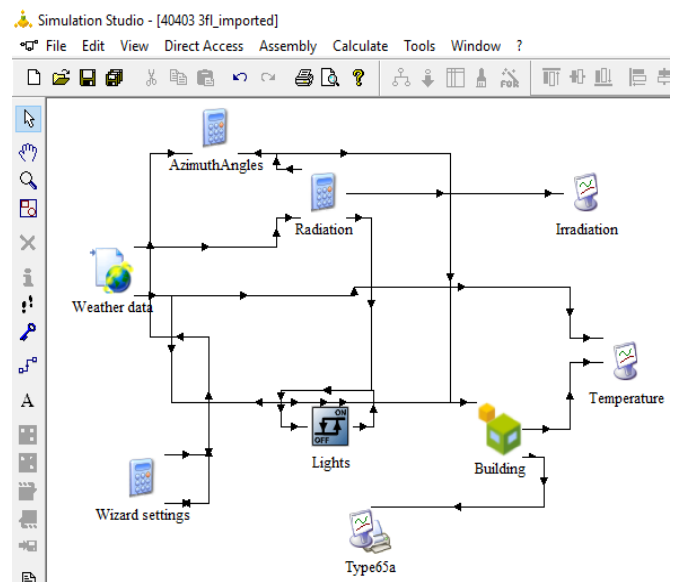 Simulation Studio - [40403 3fl_imported]
File Edit View Direct Access Assembly Calculate Tools Window ?
FOR
AzimuthAngles
Radiation
Irradiation
Weather data
Temperature
ON
OFF
Lights
Building
Wizard settings
Type65a
A